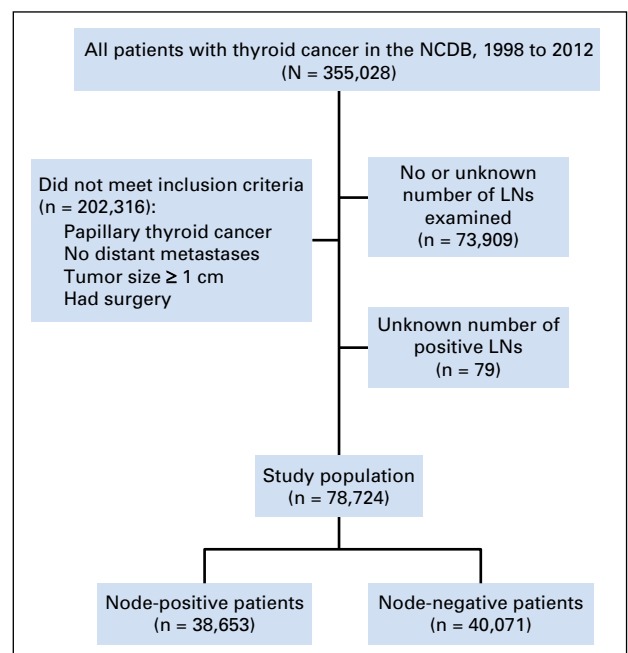 All patients with thyroid cancer in the NCDB, 1998 to 2012
(N = 355,028)
Did not meet inclusion criteria
(n = 202,316):
Papillary thyroid cancer
No distant metastases
Tumor size ≥ 1 cm
Had surgery
No or unknown
number of LNs
examined
(n = 73,909)
Unknown number of
positive LNs
(n = 79)
Study population
(n = 78,724)
Node-positive patients
(n = 38,653)
Node-negative patients
(n = 40,071)